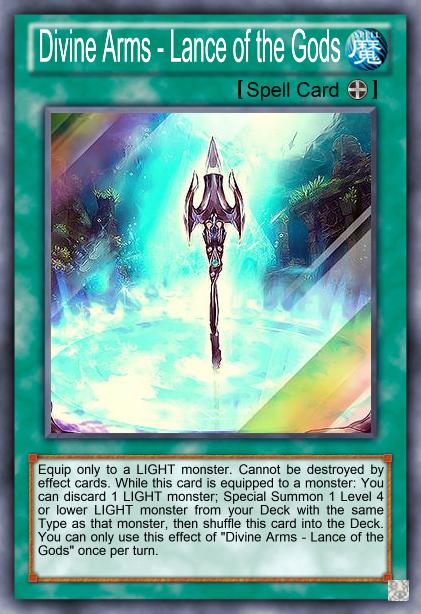 Divine Arms - Lance of the Gods
SPELL
魔
[ Spell Card ]
Equip only to a LIGHT monster. Cannot be destroyed by
effect cards. While this card is equipped to a monster: You
can discard 1 LIGHT monster; Special Summon 1 Level 4
or lower LIGHT monster from your Deck with the same
Type as that monster, then shuffle this card into the Deck.
You can only use this effect of "Divine Arms - Lance of the
Gods" once per turn.